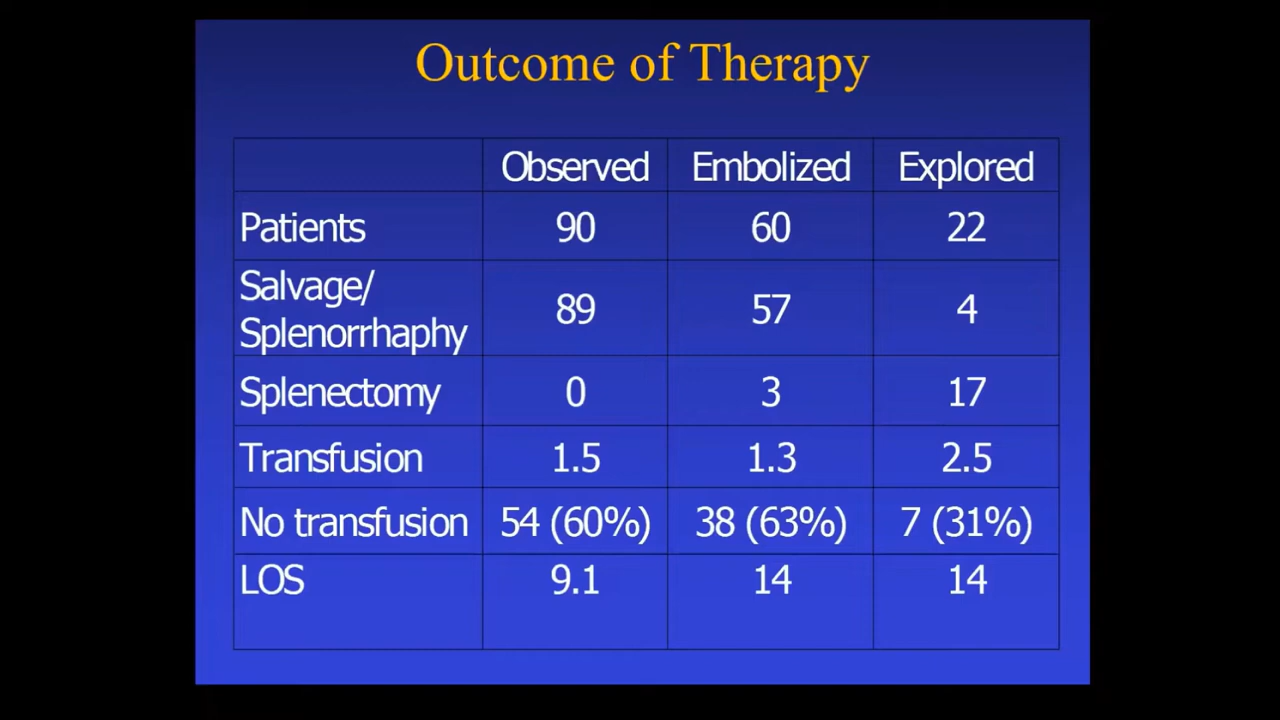 Outcome of Therapy
Observed Embolized Explored
Patients 90 60 22
Salvage/
Splenorrhaphy 89 57 4
Splenectomy 0 3 17
Transfusion 1.5 1.3 2.5
No transfusion 54 (60%) 38 (63%) 7 (31%)
LOS 9.1 14 14